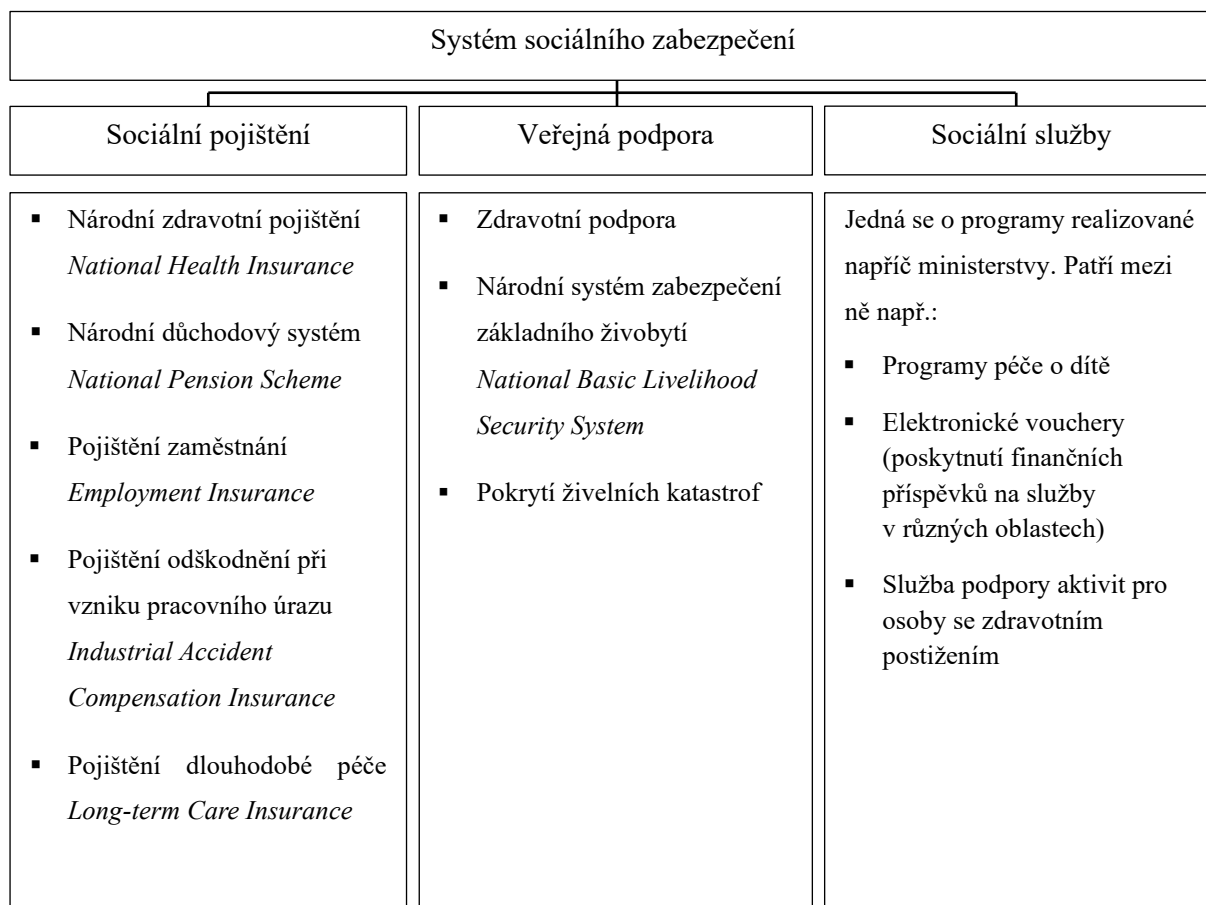 Systém sociálního zabezpečení
Sociální pojištění
Veřejná podpora
Sociální služby
▪ Národní zdravotní pojištění
National Health Insurance
▪ Národní důchodový systém
National Pension Scheme
▪ Pojištění zaměstnání
Employment Insurance
▪ Pojištění odškodnění při
vzniku pracovního úrazu
Industrial Accident
Compensation Insurance
▪ Pojištění dlouhodobé péče
Long-term Care Insurance
▪ Zdravotní podpora
▪ Národní systém zabezpečení
základního živobytí
National Basic Livelihood
Security System
▪ Pokrytí živelních katastrof
Jedná se o programy realizované
napříč ministerstvy. Patří mezi
ně např.:
▪ Programy péče o dítě
▪ Elektronické vouchery
(poskytnutí finančních
příspěvků na služby
v různých oblastech)
▪ Služba podpory aktivit pro
osoby se zdravotním
postižením